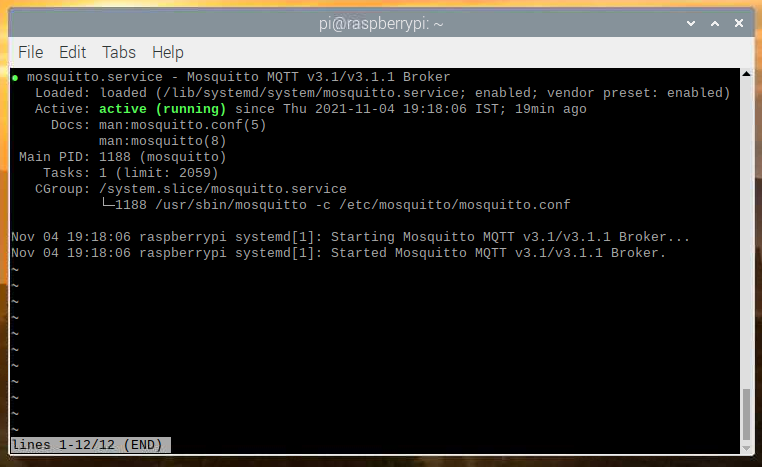 pi@raspberrypi: ~
File Edit Tabs Help
● mosquitto.service - Mosquitto MQTT v3.1/v3.1.1 Broker
Loaded: loaded (/lib/systemd/system/mosquitto.service; enabled; vendor preset: enabled)
Active: active (running) since Thu 2021-11-04 19:18:06 IST; 19min ago
Docs: man:mosquitto.conf(5)
man:mosquitto(8)
Main PID: 1188 (mosquitto)
Tasks: 1 (limit: 2059)
CGroup: /system.slice/mosquitto.service
└─1188 /usr/sbin/mosquitto -c /etc/mosquitto/mosquitto.conf
Nov 04 19:18:06 raspberrypi systemd[1]: Starting Mosquitto MQTT v3.1/v3.1.1 Broker...
Nov 04 19:18:06 raspberrypi systemd[1]: Started Mosquitto MQTT v3.1/v3.1.1 Broker.
~
~
~
~
~
~
~
~
~
~
~
lines 1-12/12 (END)